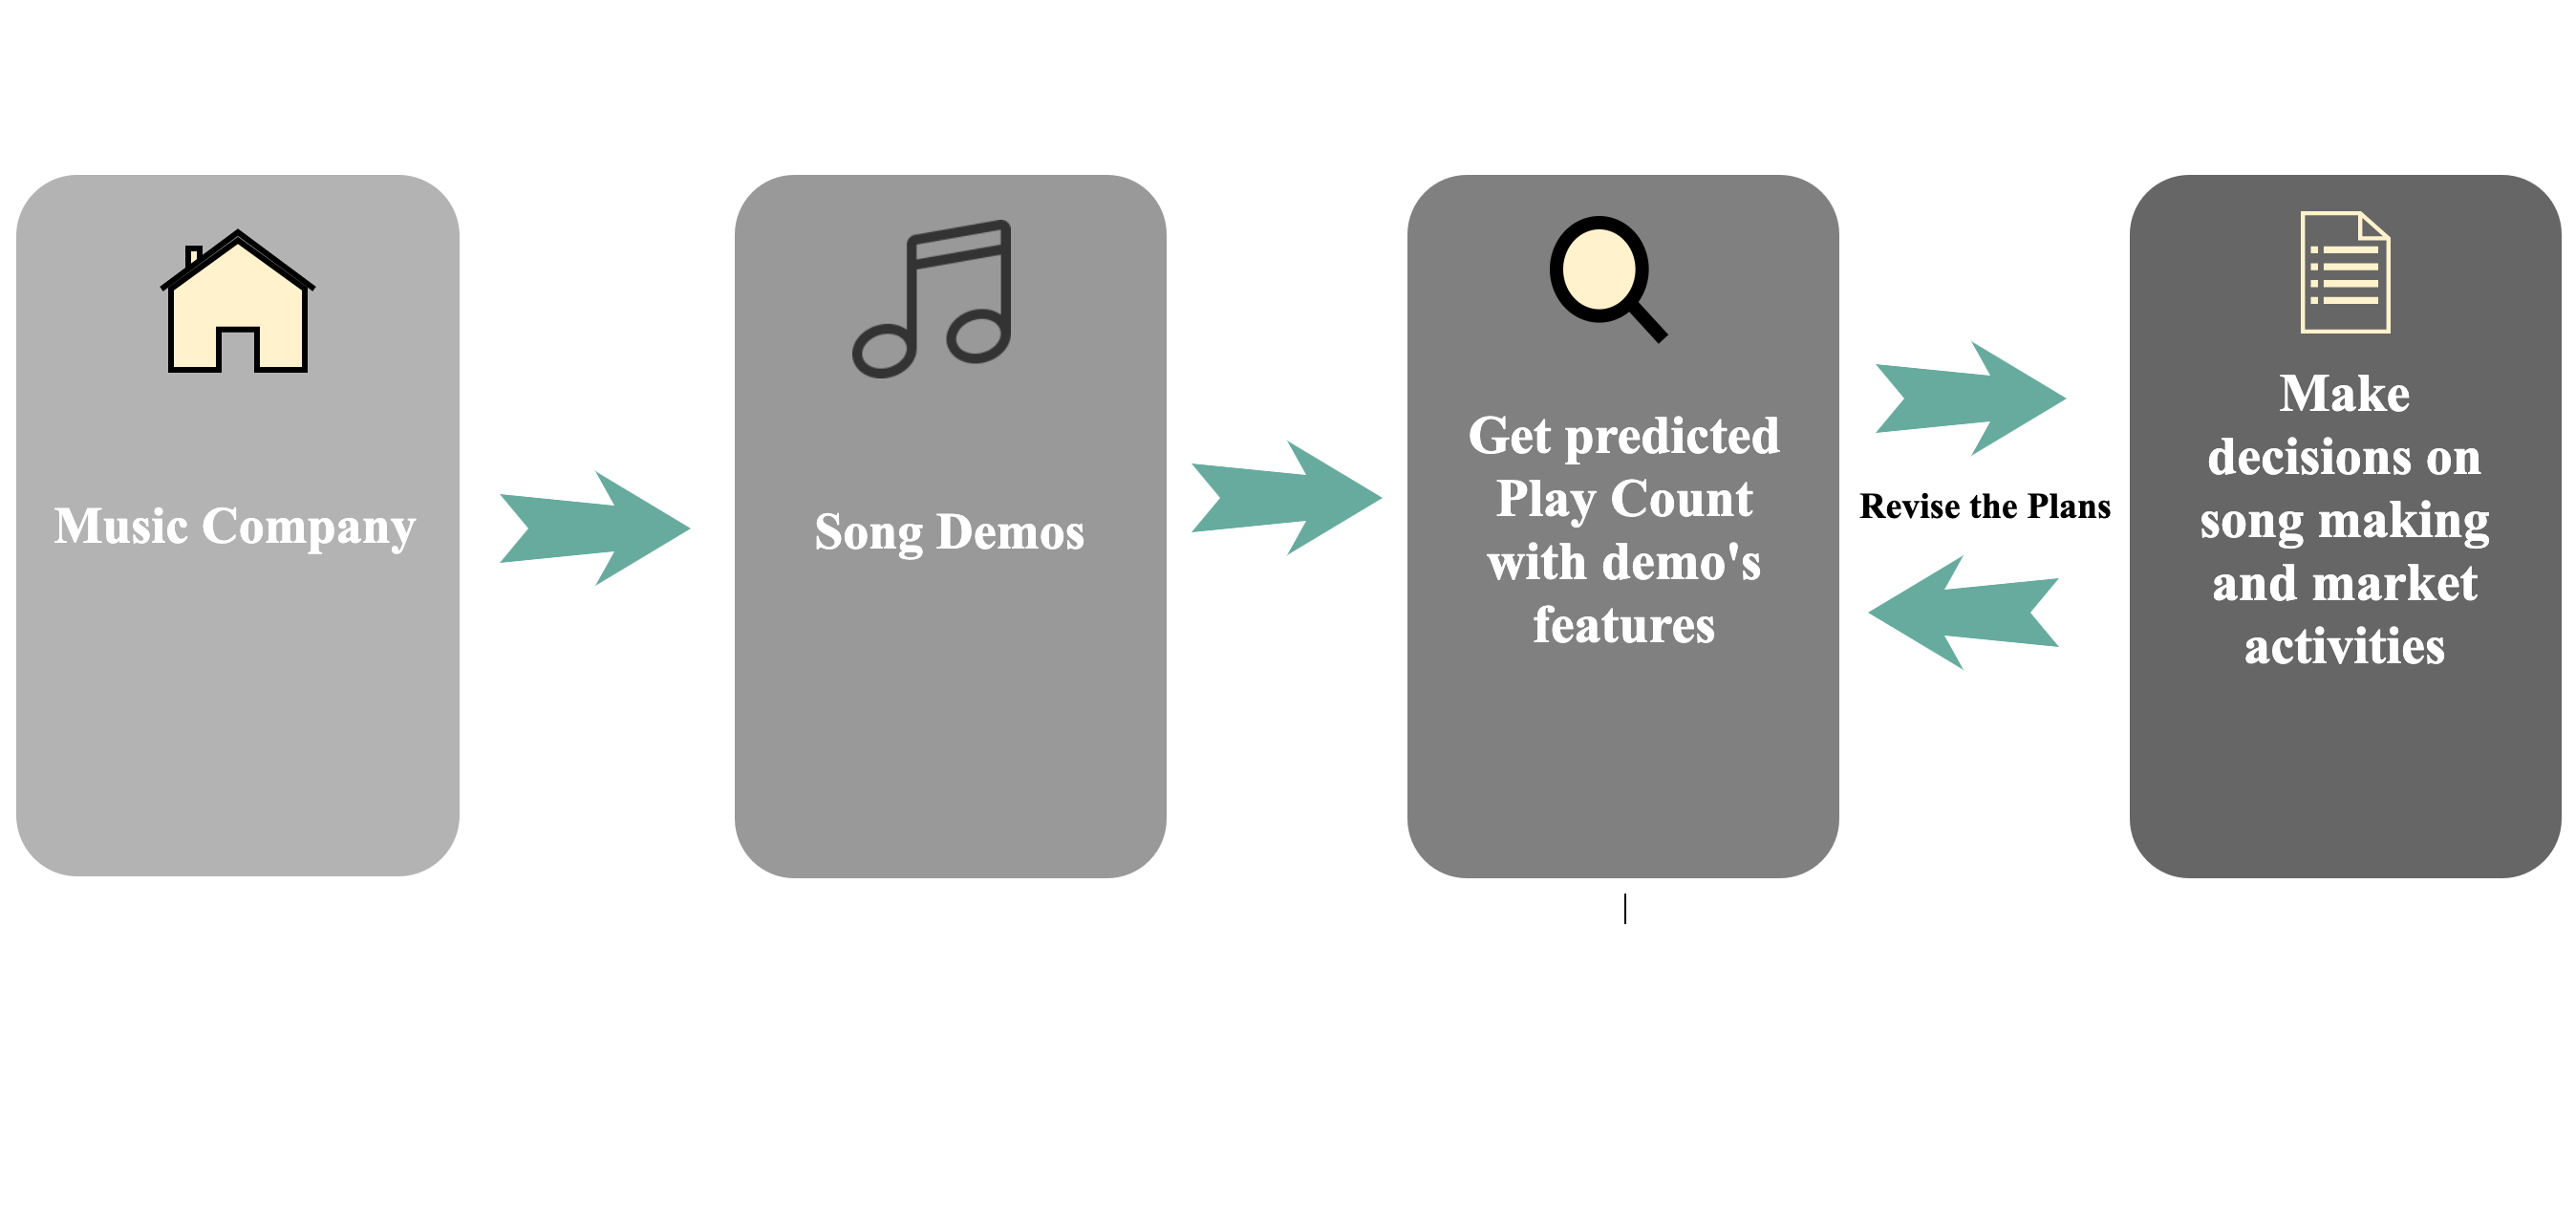 Music Company
Song Demos
Get predicted
Play Count
with demo's
features
Revise the Plans
Make
decisions on
song making
and market
activities